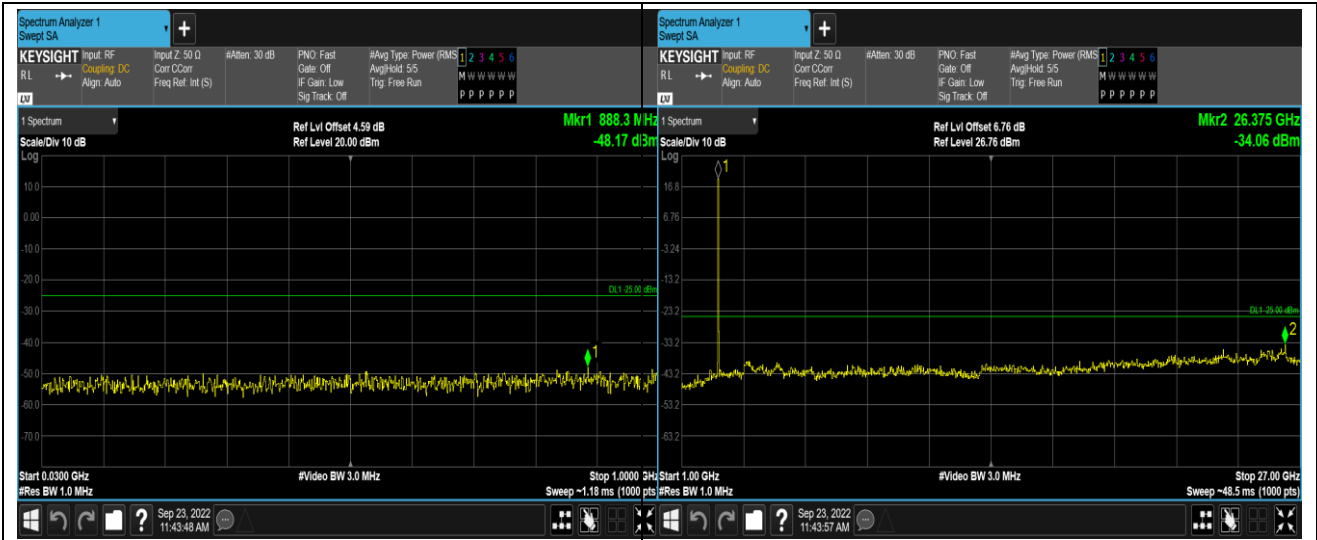 Spectrum Analyzer 1
Swept SA
+
KEYSIGHT Input: RF Input Z: 50 Ω #Atten: 30 dB PNO: Fast #Avg Type: Power (RMS 1 2 3 4 5 6
RL Coupling: DC Corr CCorr Gate: Off Avg|Hold: 5/5 M W W W W W
Align: Auto Freq Ref: Int (S) IF Gain: Low Trig: Free Run
Sig Track: Off P P P P P P
LXI
1 Spectrum
Ref Lvl Offset 4.59 dB
Mkr1 888.3 MHz
Scale/Div 10 dB
Ref Level 20.00 dBm
-48.17 dBm
Log
10.0
0.00
-10.0
-20.0
DL1 -25.00 dBm
-30.0
-40.0
1
-50.0
-60.0
-70.0
Start 0.0300 GHz #Video BW 3.0 MHz Stop 1.0000 GHz
#Res BW 1.0 MHz Sweep ~1.18 ms (1000 pts)
?
Sep 23, 2022
11:43:48 AM
Spectrum Analyzer 1
Swept SA
+
KEYSIGHT Input: RF Input Z: 50 Ω #Atten: 30 dB PNO: Fast #Avg Type: Power (RMS 1 2 3 4 5 6
RL Coupling: DC Corr CCorr Gate: Off Avg|Hold: 5/5 M W W W W W
Align: Auto Freq Ref: Int (S) IF Gain: Low Trig: Free Run
Sig Track: Off P P P P P P
LXI
1 Spectrum
Ref Lvl Offset 6.76 dB
Mkr2 26.375 GHz
Scale/Div 10 dB
Ref Level 26.76 dBm
-34.06 dBm
Log
1
16.8
6.76
-3.24
-13.2
-23.2
DL1 -25.00 dBm
2
-33.2
-43.2
-53.2
-63.2
Start 1.00 GHz #Video BW 3.0 MHz Stop 27.00 GHz
#Res BW 1.0 MHz Sweep ~48.5 ms (1000 pts)
?
Sep 23, 2022
11:43:57 AM